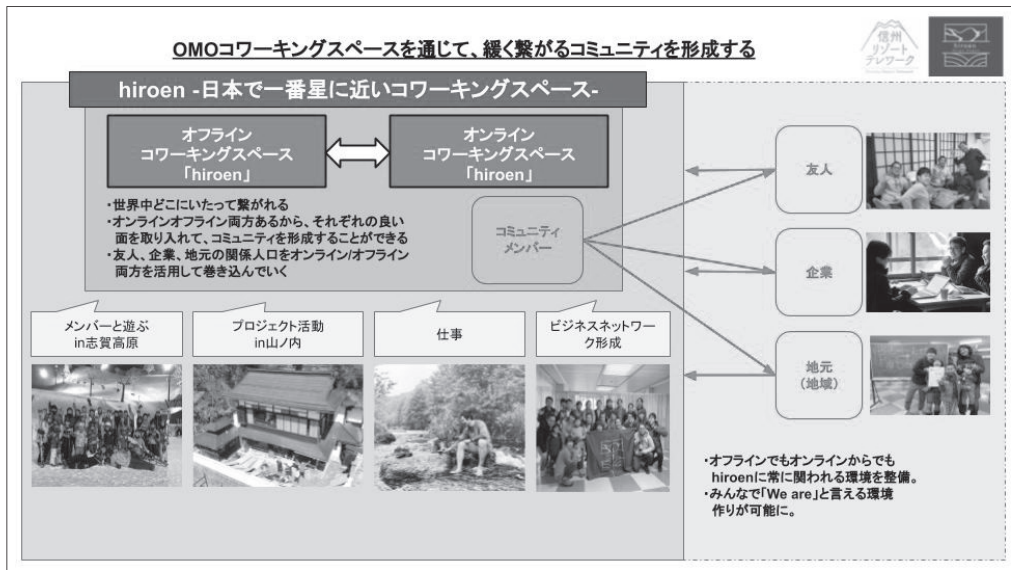 OMOコワーキングスペースを通じて、緩く繋がるコミュニティを形成する
信州
リゾート
テレワーク
hiroen -日本で一番星に近いコワーキングスペース-
オフライン
コワーキングスペース
「hiroen」
オンライン
コワーキングスペース
「hiroen」
・世界中どこにいたって繋がれる
・オンラインオフライン両方あるから、それぞれの良い
面を取り入れて、コミュニティを形成することができる
・友人、企業、地元の関係人口をオンライン/オフライン
両方を活用して巻き込んでいく
コミュニティ
メンバー
友人
企業
地元
(地域)
メンバーと遊ぶ
in志賀高原
プロジェクト活動
in山ノ内
仕事
ビジネスネットワー
ク形成
・オフラインでもオンラインからでも
hiroenに常に関われる環境を整備。
・みんなで「We are」と言える環境
作りが可能に。